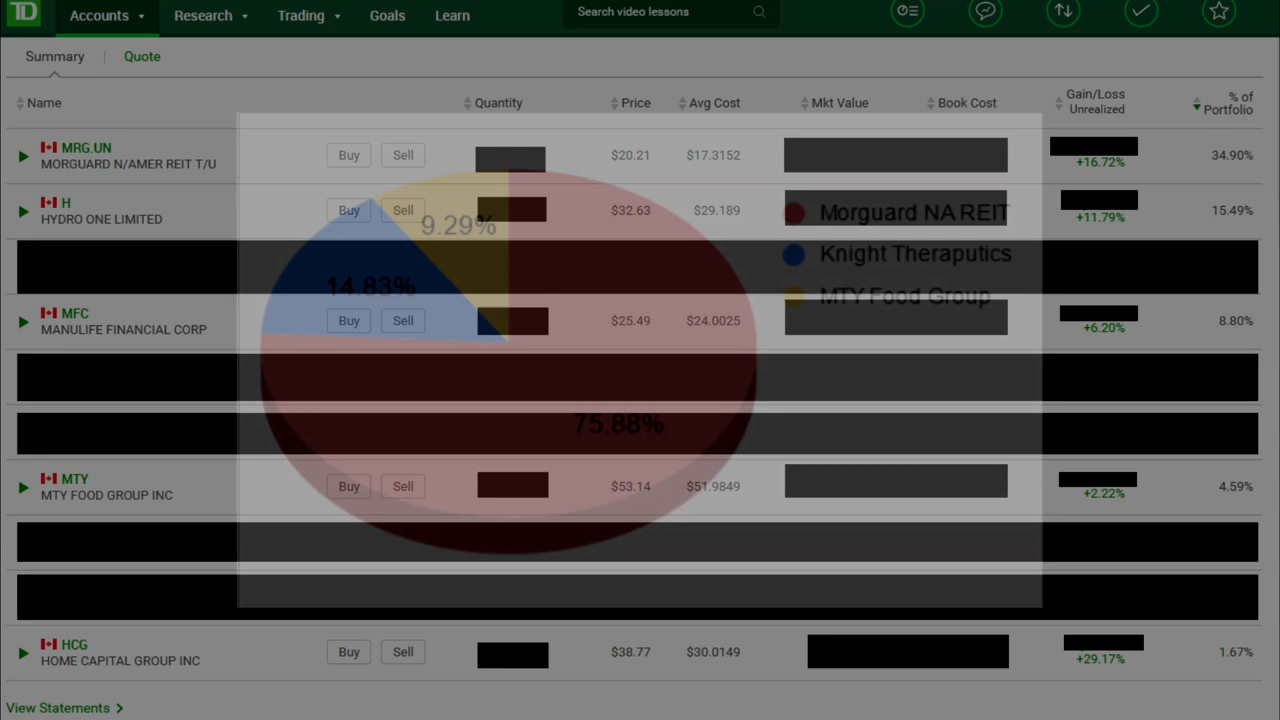 TD Accounts Research Trading Goals Learn Search video lessons
Summary Quote
Name Quantity Price Avg Cost Mkt Value Book Cost Gain/Loss Unrealized % of Portfolio
MRG.UN
MORGUARD N/AMER REIT T/U Buy Sell $20.21 $17.3152 +16.72% 34.90%
H
HYDRO ONE LIMITED Buy Sell $32.63 $29.189 +11.79% 15.49%
9.29%
Morguard NA REIT
Knight Theraputics
14.83%
MTY Food Group
MFC
MANULIFE FINANCIAL CORP Buy Sell $25.49 $24.0025 +6.20% 8.80%
75.88%
MTY
MTY FOOD GROUP INC Buy Sell $53.14 $51.9849 +2.22% 4.59%
HCG
HOME CAPITAL GROUP INC Buy Sell $38.77 $30.0149 +29.17% 1.67%
View Statements